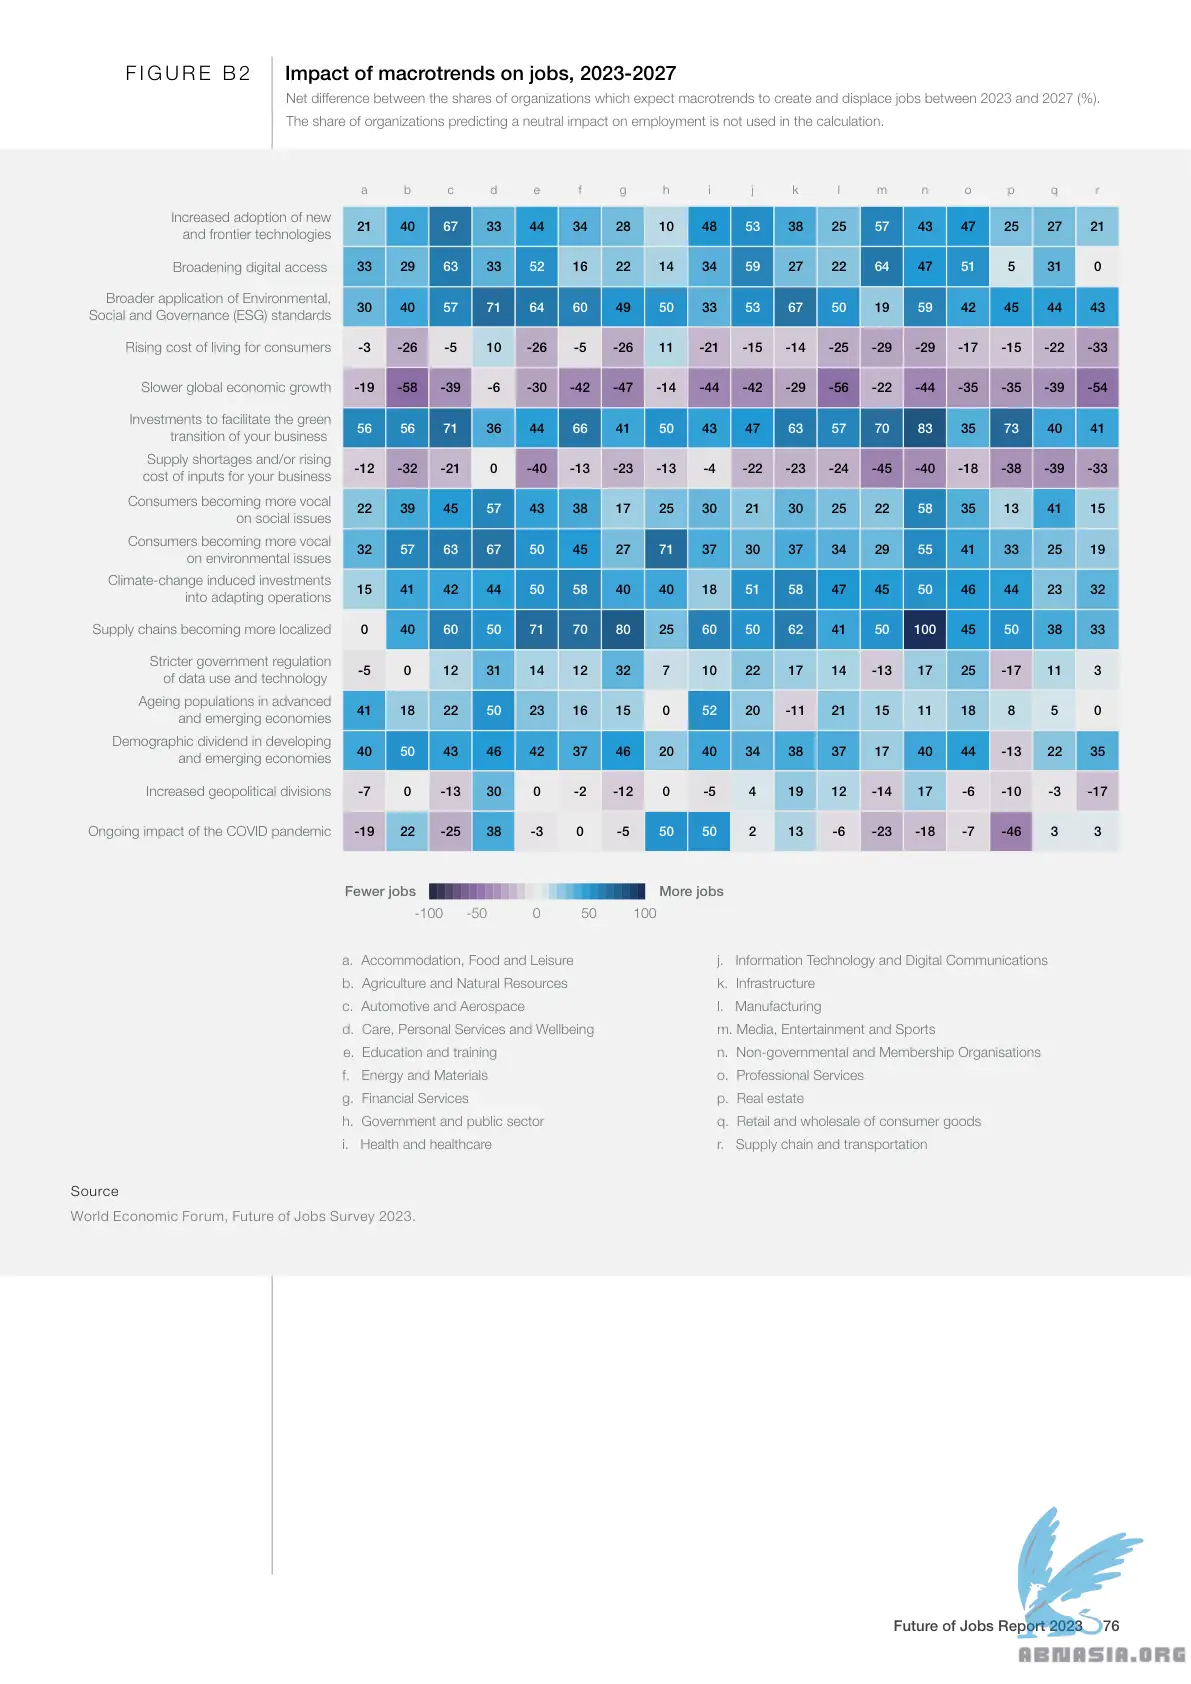 FIGURE B2
Impact of macrotrends on jobs, 2023-2027
Net difference between the shares of organizations which expect macrotrends to create and displace jobs between 2023 and 2027 (%).
The share of organizations predicting a neutral impact on employment is not used in the calculation.
a b c d e f g h i j k l m n o p q r
Increased adoption of new
and frontier technologies
21 40 67 33 44 34 28 10 48 53 38 25 57 43 47 25 27 21
Broadening digital access
33 29 63 33 52 16 22 14 34 59 27 22 64 47 51 5 31 0
Broader application of Environmental,
Social and Governance (ESG) standards
30 40 57 71 64 60 49 50 33 53 67 50 19 59 42 45 44 43
Rising cost of living for consumers
-3 -26 -5 10 -26 -5 -26 11 -21 -15 -14 -25 -29 -29 -17 -15 -22 -33
Slower global economic growth
-19 -58 -39 -6 -30 -42 -47 -14 -44 -42 -29 -56 -22 -44 -35 -35 -39 -54
Investments to facilitate the green
transition of your business
56 56 71 36 44 66 41 50 43 47 63 57 70 83 35 73 40 41
Supply shortages and/or rising
cost of inputs for your business
-12 -32 -21 0 -40 -13 -23 -13 -4 -22 -23 -24 -45 -40 -18 -38 -39 -33
Consumers becoming more vocal
on social issues
22 39 45 57 43 38 17 25 30 21 30 25 22 58 35 13 41 15
Consumers becoming more vocal
on environmental issues
32 57 63 67 50 45 27 71 37 30 37 34 29 55 41 33 25 19
Climate-change induced investments
into adapting operations
15 41 42 44 50 58 40 40 18 51 58 47 45 50 46 44 23 32
Supply chains becoming more localized
0 40 60 50 71 70 80 25 60 50 62 41 50 100 45 50 38 33
Stricter government regulation
of data use and technology
-5 0 12 31 14 12 32 7 10 22 17 14 -13 17 25 -17 11 3
Ageing populations in advanced
and emerging economies
41 18 22 50 23 16 15 0 52 20 -11 21 15 11 18 8 5 0
Demographic dividend in developing
and emerging economies
40 50 43 46 42 37 46 20 40 34 38 37 17 40 44 -13 22 35
Increased geopolitical divisions
-7 0 -13 30 0 -2 -12 0 -5 4 19 12 -14 17 -6 -10 -3 -17
Ongoing impact of the COVID pandemic
-19 22 -25 38 -3 0 -5 50 50 2 13 -6 -23 -18 -7 -46 3 3
Fewer jobs
More jobs
-100 -50 0 50 100
a. Accommodation, Food and Leisure
b. Agriculture and Natural Resources
c. Automotive and Aerospace
d. Care, Personal Services and Wellbeing
e. Education and training
f. Energy and Materials
g. Financial Services
h. Government and public sector
i. Health and healthcare
j. Information Technology and Digital Communications
k. Infrastructure
l. Manufacturing
m. Media, Entertainment and Sports
n. Non-governmental and Membership Organisations
o. Professional Services
p. Real estate
q. Retail and wholesale of consumer goods
r. Supply chain and transportation
Source
World Economic Forum, Future of Jobs Survey 2023.
Future of Jobs Report 2023 76
ABNASIA.ORG